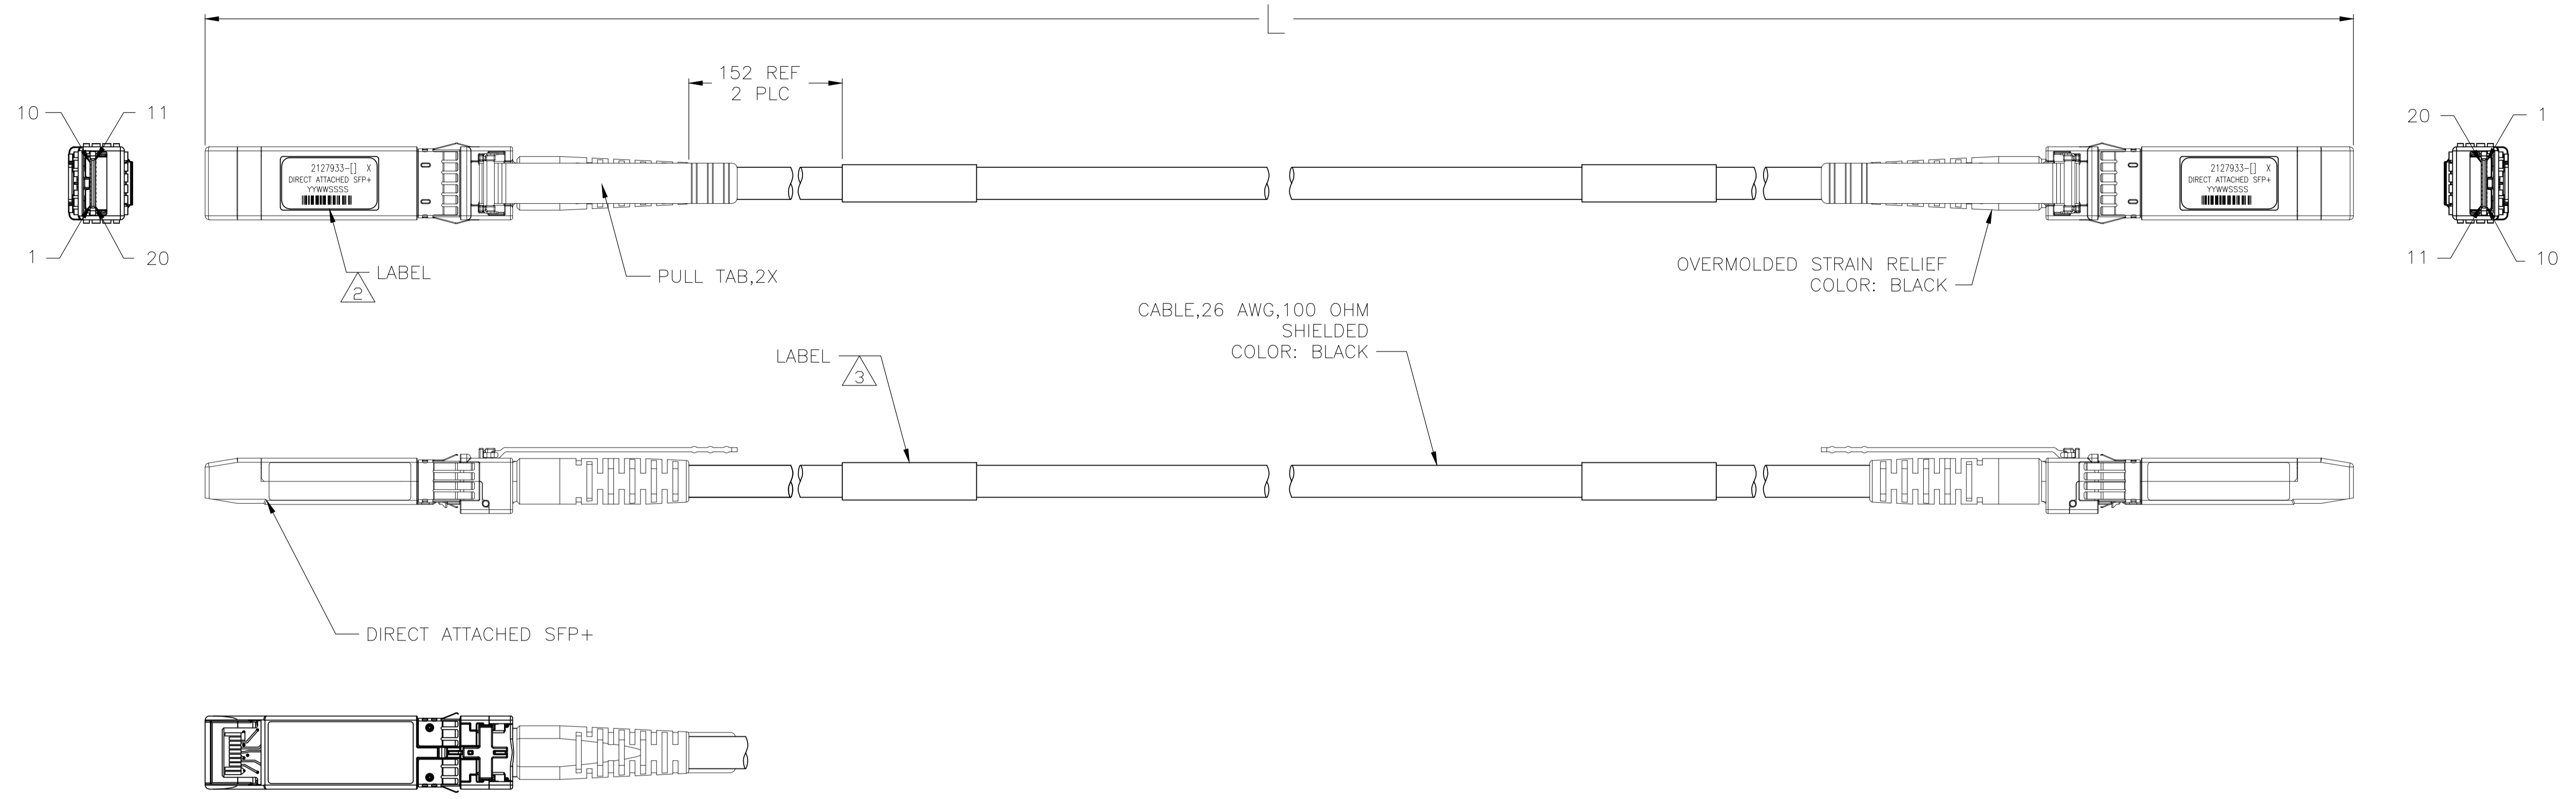 L
152 REF
2 PLC
10
11
20
1
2127933-[] X
DIRECT ATTACHED SFP+
YYWWSSSS
2127933-[] X
DIRECT ATTACHED SFP+
YYWWSSSS
1
20
11
10
LABEL
2
PULL TAB,2X
OVERMOLDED STRAIN RELIEF
COLOR: BLACK
CABLE,26 AWG,100 OHM
SHIELDED
COLOR: BLACK
LABEL
3
DIRECT ATTACHED SFP+